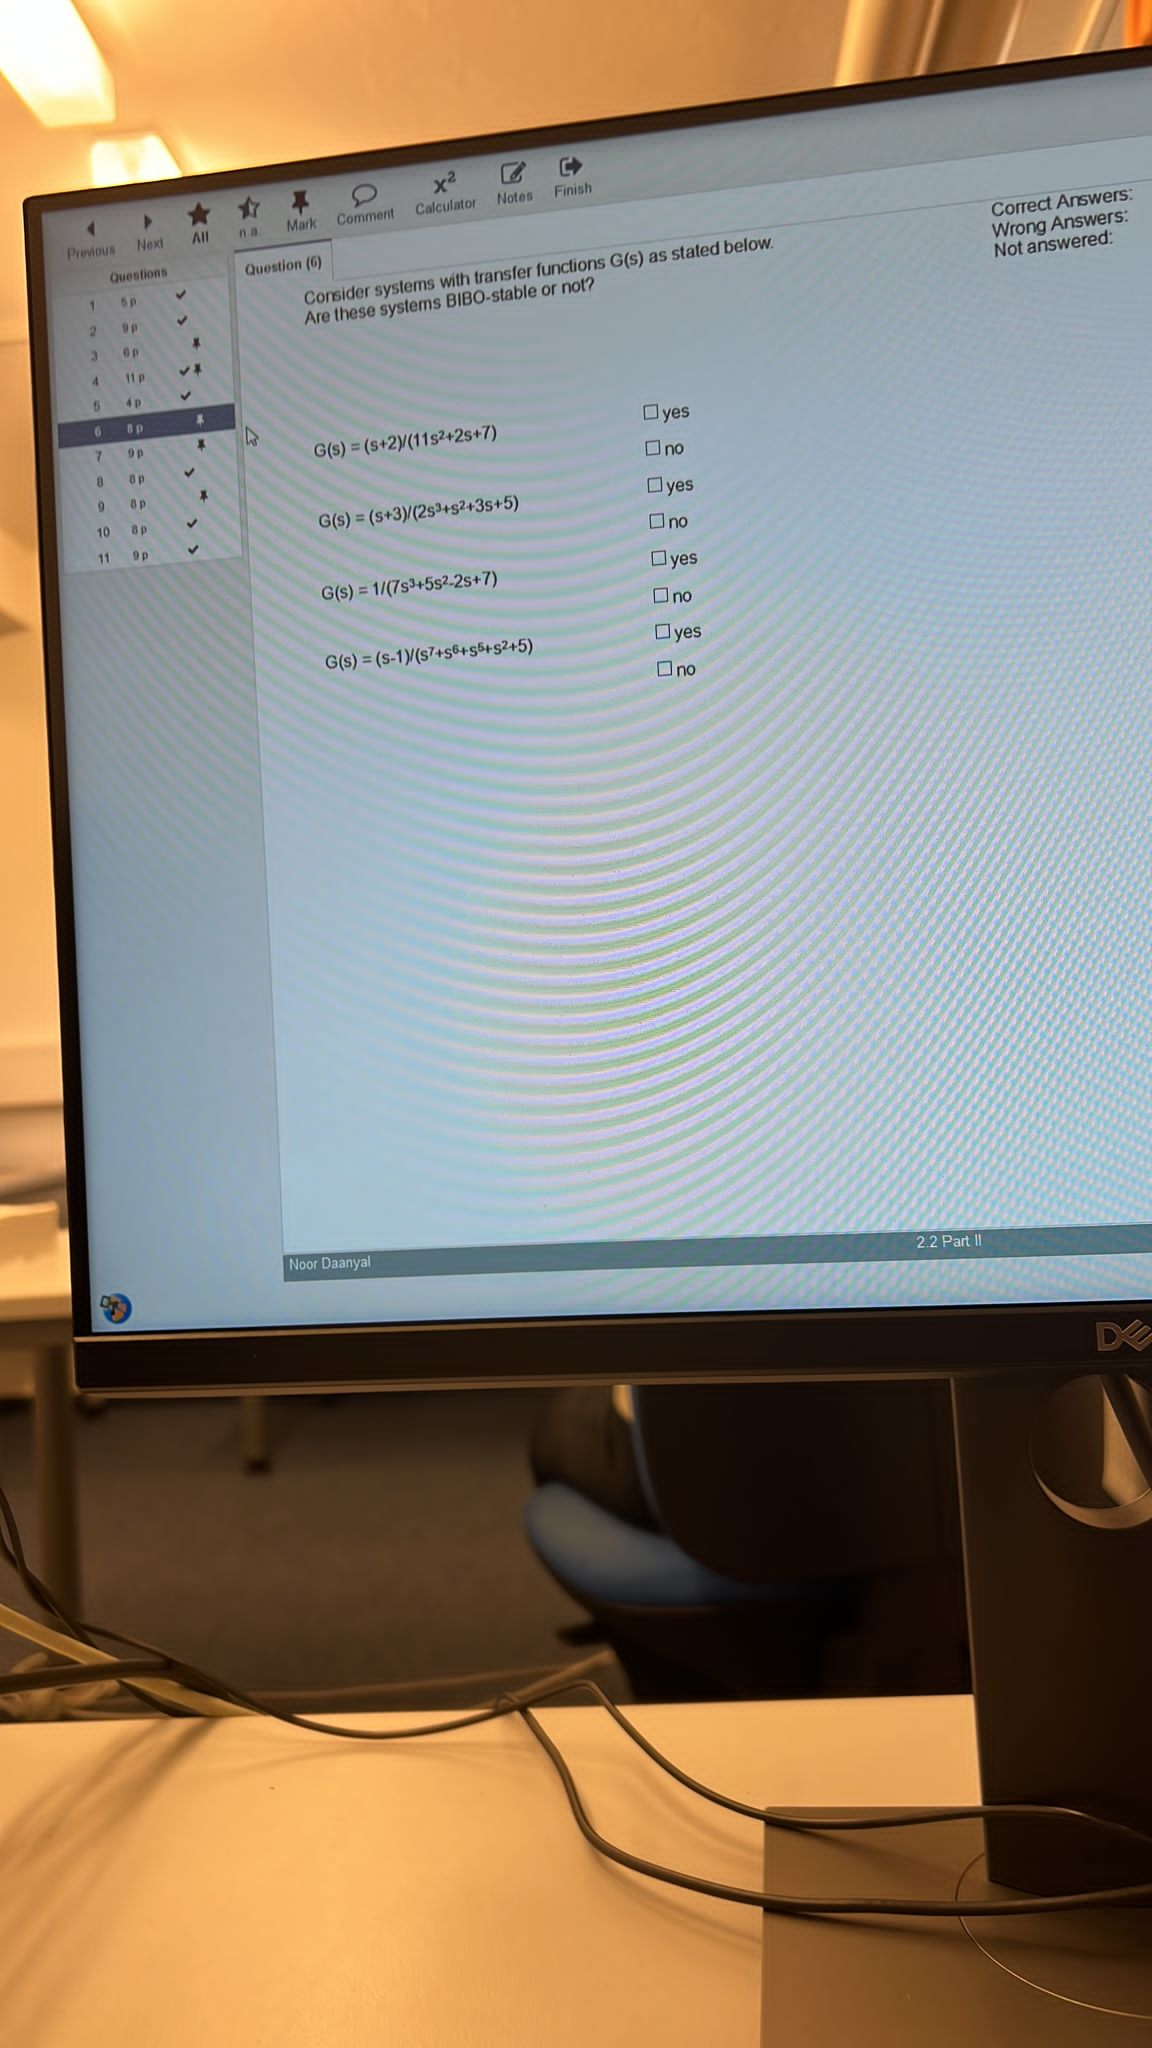 Previous
Next
All
n.a.
Mark
Comment
x² Calculator
Notes
Finish
Questions
1 5 p
2 9 p
3 6 p
4 11 p
5 4 p
6 8 p
7 9 p
8 8 p
9 8 p
10 8 p
11 9 p
Question (6)
Correct Answers:
Wrong Answers:
Not answered:
Consider systems with transfer functions G(s) as stated below.
Are these systems BIBO-stable or not?
G(s) = (s+2)/(11s²+2s+7)
yes
no
G(s) = (s+3)/(2s³+s²+3s+5)
yes
no
G(s) = 1/(7s³+5s²-2s+7)
yes
no
G(s) = (s-1)/(s⁷+s⁶+s⁵+s²+5)
yes
no
Noor Daanyal
2.2 Part II